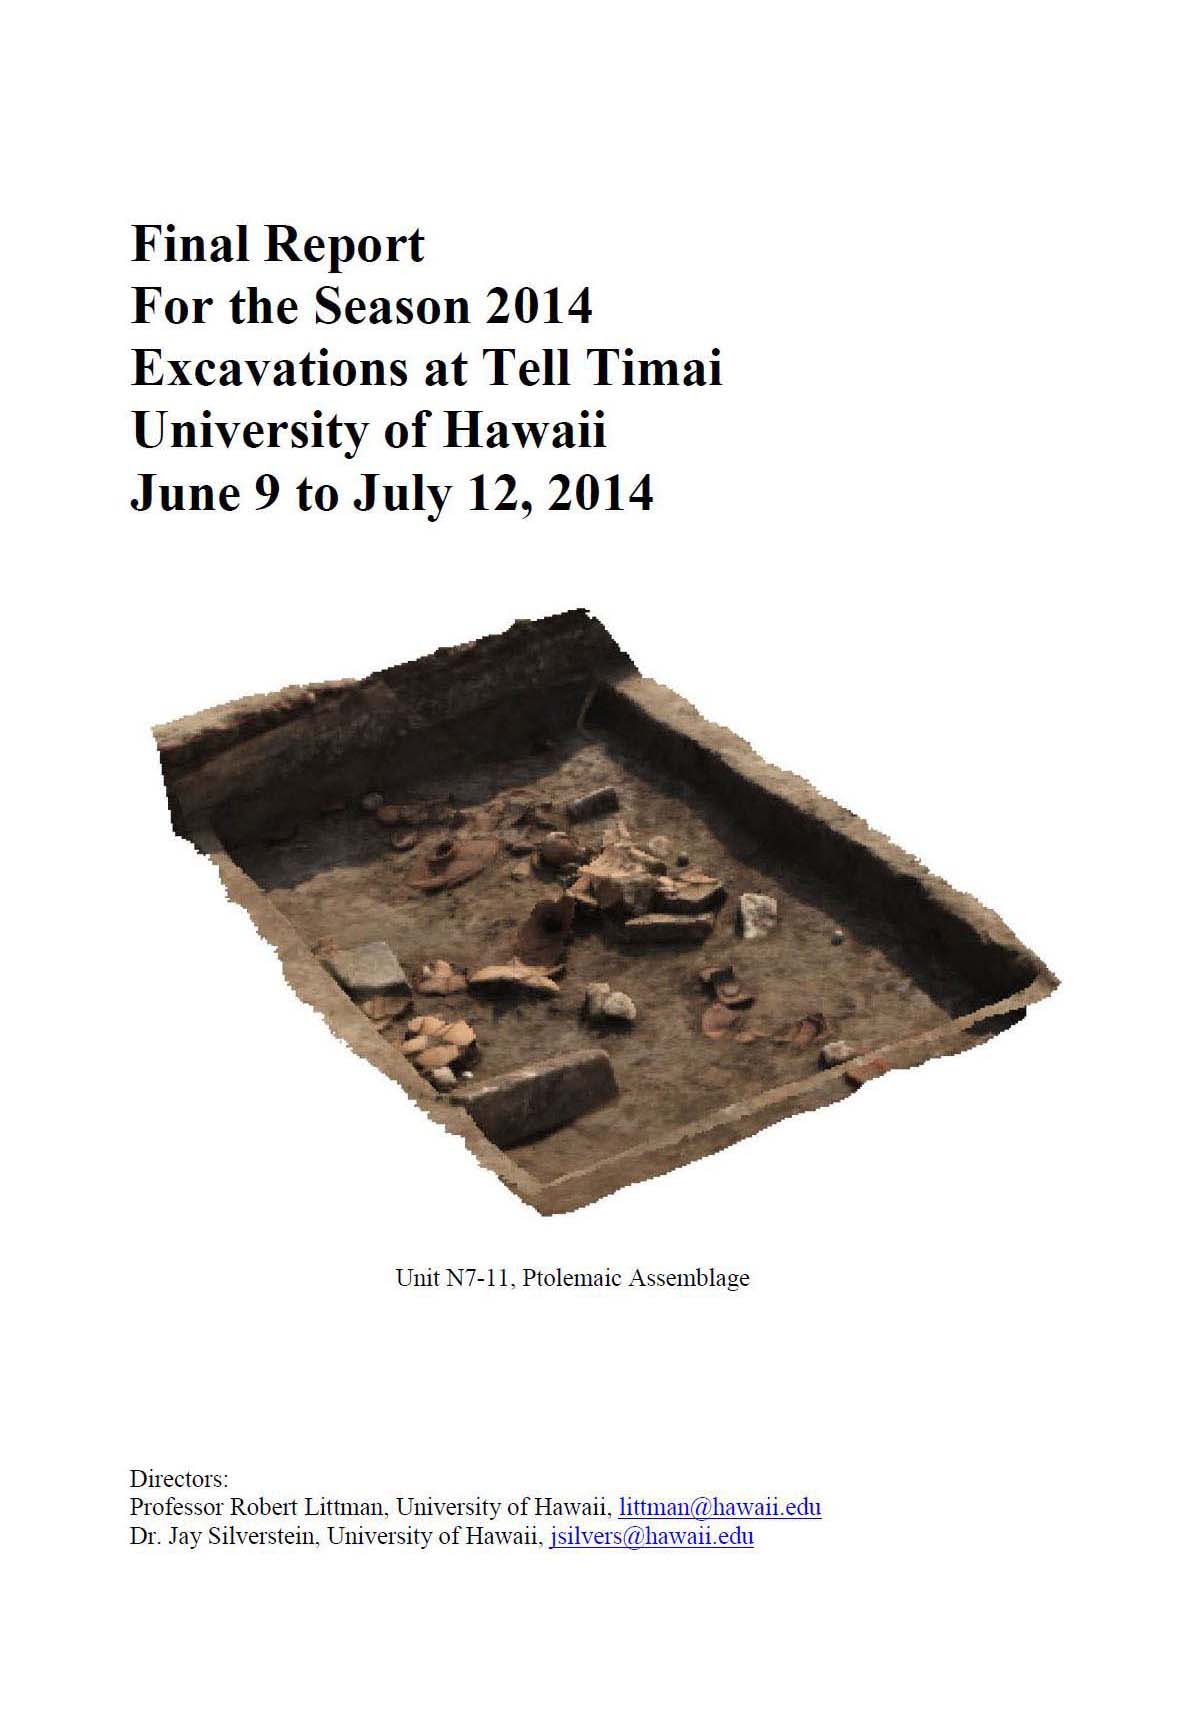 Final Report
For the Season 2014
Excavations at Tell Timai
University of Hawaii
June 9 to July 12, 2014
Unit N7-11, Ptolemaic Assemblage
Directors:
Professor Robert Littman, University of Hawaii, littman@hawaii.edu
Dr. Jay Silverstein, University of Hawaii, jsilvers@hawaii.edu